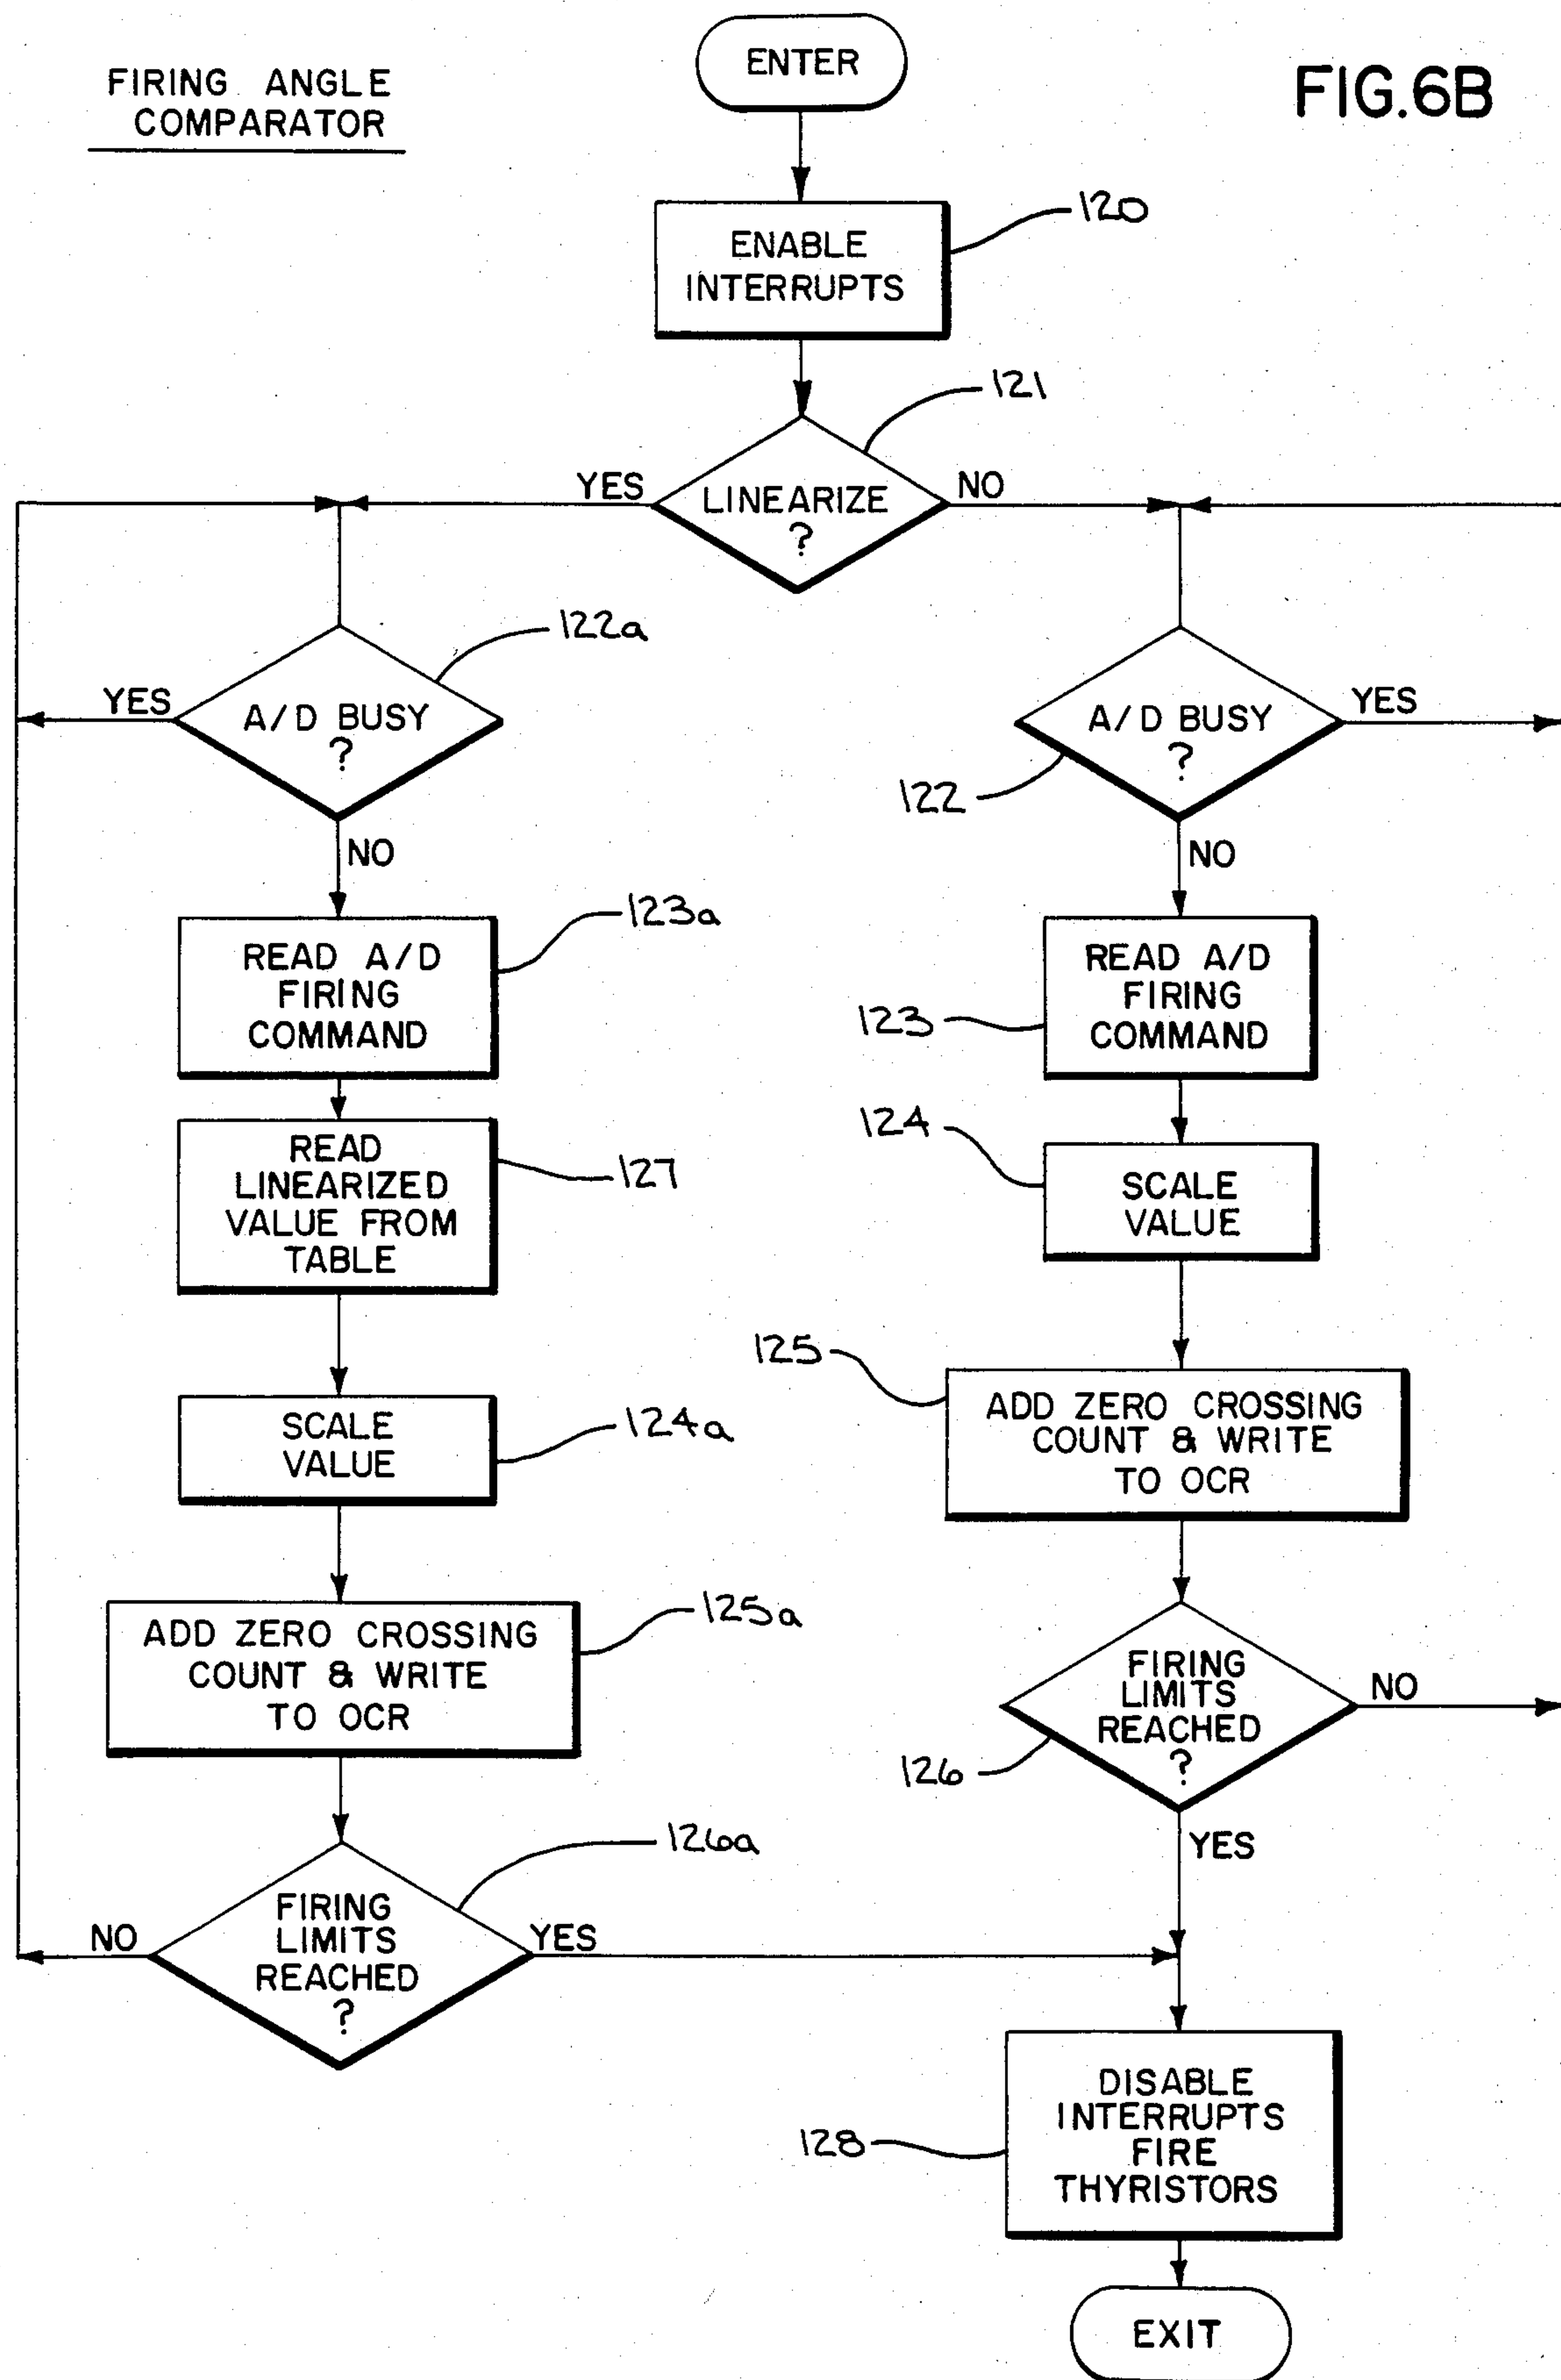 FIRING ANGLE
COMPARATOR
FIG.6B
ENTER
120
ENABLE
INTERRUPTS
121
YES
LINEARIZE
?
NO
122a
YES
A/D BUSY
?
NO
A/D BUSY
?
YES
122
NO
123a
READ A/D
FIRING
COMMAND
READ A/D
FIRING
COMMAND
123
READ
LINEARIZED
VALUE FROM
TABLE
127
124
SCALE
VALUE
SCALE
VALUE
124a
125
ADD ZERO CROSSING
COUNT & WRITE
TO OCR
ADD ZERO CROSSING
COUNT & WRITE
TO OCR
125a
FIRING
LIMITS
REACHED
?
NO
126
YES
126a
NO
FIRING
LIMITS
REACHED
?
YES
DISABLE
INTERRUPTS
FIRE
THYRISTORS
128
EXIT